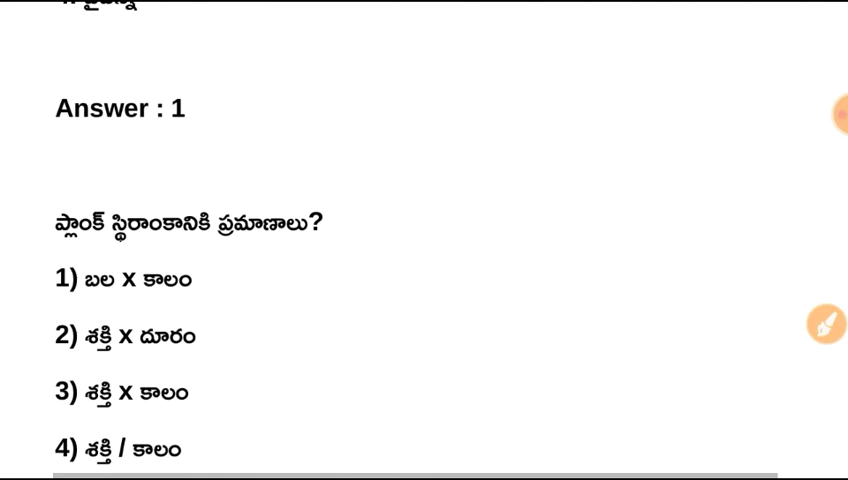 Answer : 1
ప్లాంక్ స్థిరాంకానికి ప్రమాణాలు?
1) బల x కాలం
2) శక్తి x దూరం
3) శక్తి x కాలం
4) శక్తి / కాలం